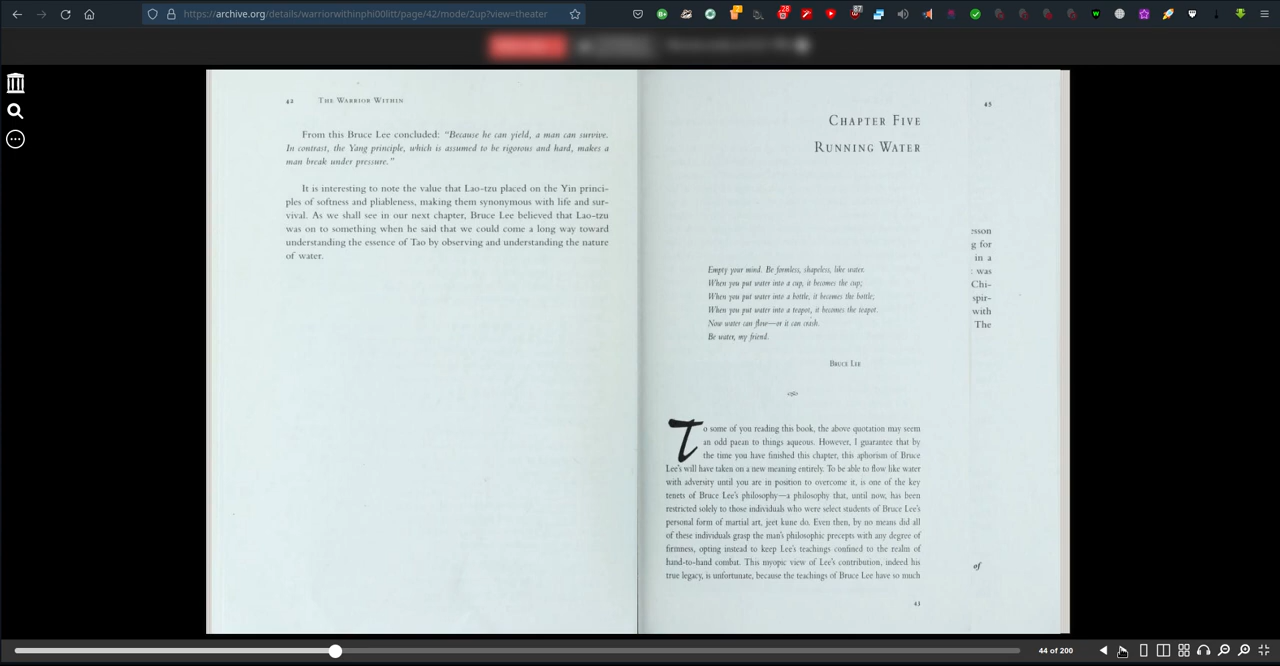 https://archive.org/details/warriorwithinphi00litt/page/42/mode/2up?view=theater
28
87
42 THE WARRIOR WITHIN
From this Bruce Lee concluded: "Because he can yield, a man can survive.
In contrast, the Yang principle, which is assumed to be rigorous and hard, makes a
man break under pressure."
It is interesting to note the value that Lao-tzu placed on the Yin princi-
ples of softness and pliableness, making them synonymous with life and sur-
vival. As we shall see in our next chapter, Bruce Lee believed that Lao-tzu
was on to something when he said that we could come a long way toward
understanding the essence of Tao by observing and understanding the nature
of water.
CHAPTER FIVE
RUNNING WATER
Empty your mind. Be formless, shapeless, like water.
When you put water into a cup, it becomes the cup;
When you put water into a bottle, it becomes the bottle;
When you put water into a teapot, it becomes the teapot.
Now water can flow—or it can crash.
Be water, my friend.
BRUCE LEE
To some of you reading this book, the above quotation may seem
an odd paean to things aqueous. However, I guarantee that by
the time you have finished this chapter, this aphorism of Bruce
Lee's will have taken on a new meaning entirely. To be able to flow like water
with adversity until you are in position to overcome it, is one of the key
tenets of Bruce Lee's philosophy—a philosophy that, until now, has been
restricted solely to those individuals who were select students of Bruce Lee's
personal form of martial art, jeet kune do. Even then, by no means did all
of these individuals grasp the man's philosophic precepts with any degree of
firmness, opting instead to keep Lee's teachings confined to the realm of
hand-to-hand combat. This myopic view of Lee's contribution, indeed his
true legacy, is unfortunate, because the teachings of Bruce Lee have so much
43
45
esson
g for
in a
: was
Chi-
spir-
with
The
of
44 of 200